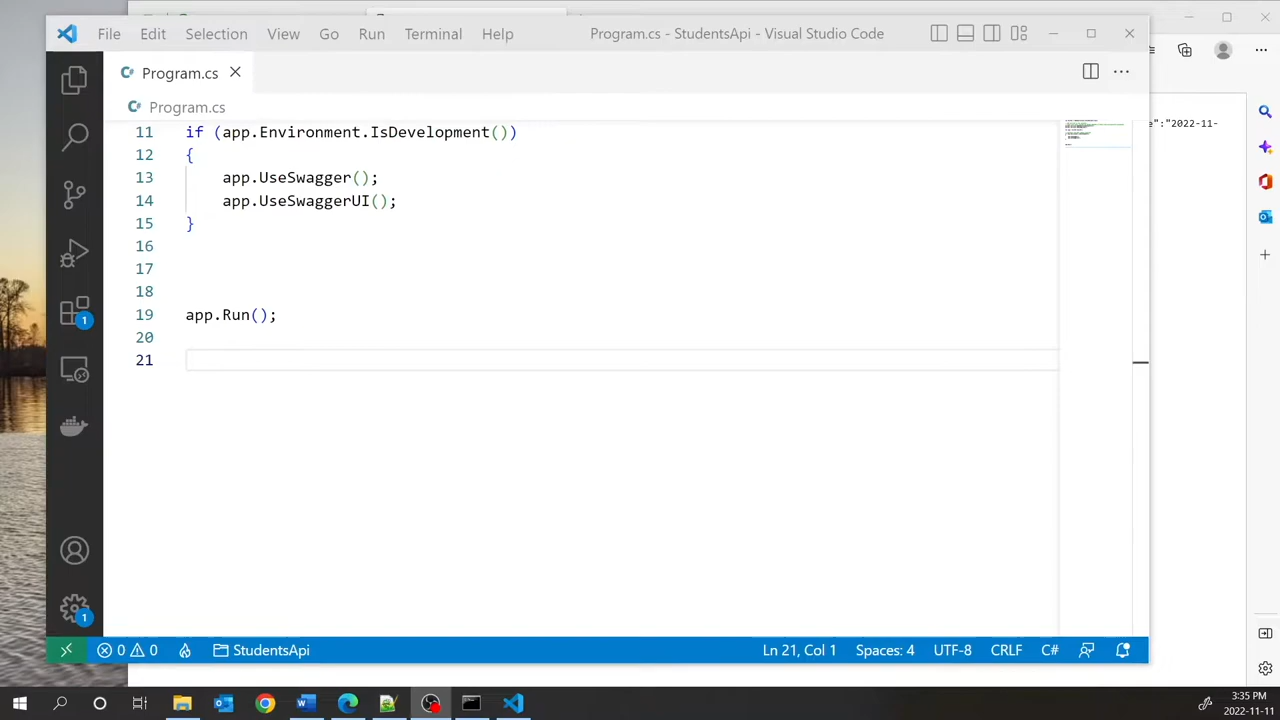 File Edit Selection View Go Run Terminal Help Program.cs - StudentsApi - Visual Studio Code
Program.cs
Program.cs
e":"2022-11-
11 if (app.Environment.IsDevelopment())
12 {
13 app.UseSwagger();
14 app.UseSwaggerUI();
15 }
16
17
18
19 app.Run();
20
21
1
1
0 0 StudentsApi Ln 21, Col 1 Spaces: 4 UTF-8 CRLF C#
3:35 PM
2022-11-11